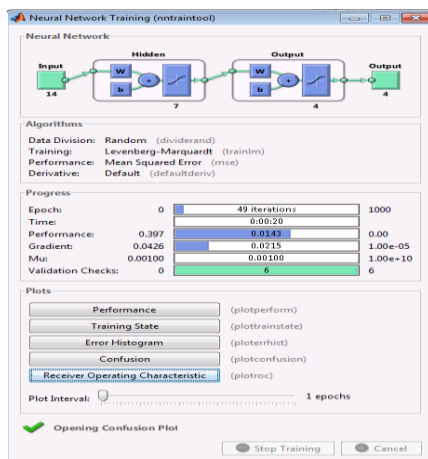 Neural Network Training (nntraintool)
Neural Network
Hidden Output
Input Output
W W
+ +
b b
14 4
7 4
Algorithms
Data Division: Random (dividerand)
Training: Levenberg-Marquardt (trainlm)
Performance: Mean Squared Error (mse)
Derivative: Default (defaultderiv)
Progress
Epoch: 0 49 iterations 1000
Time: 0:00:20
Performance: 0.397 0.0143 0.00
Gradient: 0.0426 0.0215 1.00e-05
Mu: 0.00100 0.00100 1.00e+10
Validation Checks: 0 6 6
Plots
Performance (plotperform)
Training State (plottrainstate)
Error Histogram (ploterrhist)
Confusion (plotconfusion)
Receiver Operating Characteristic (plotroc)
Plot Interval: 1 epochs
Opening Confusion Plot
Stop Training Cancel